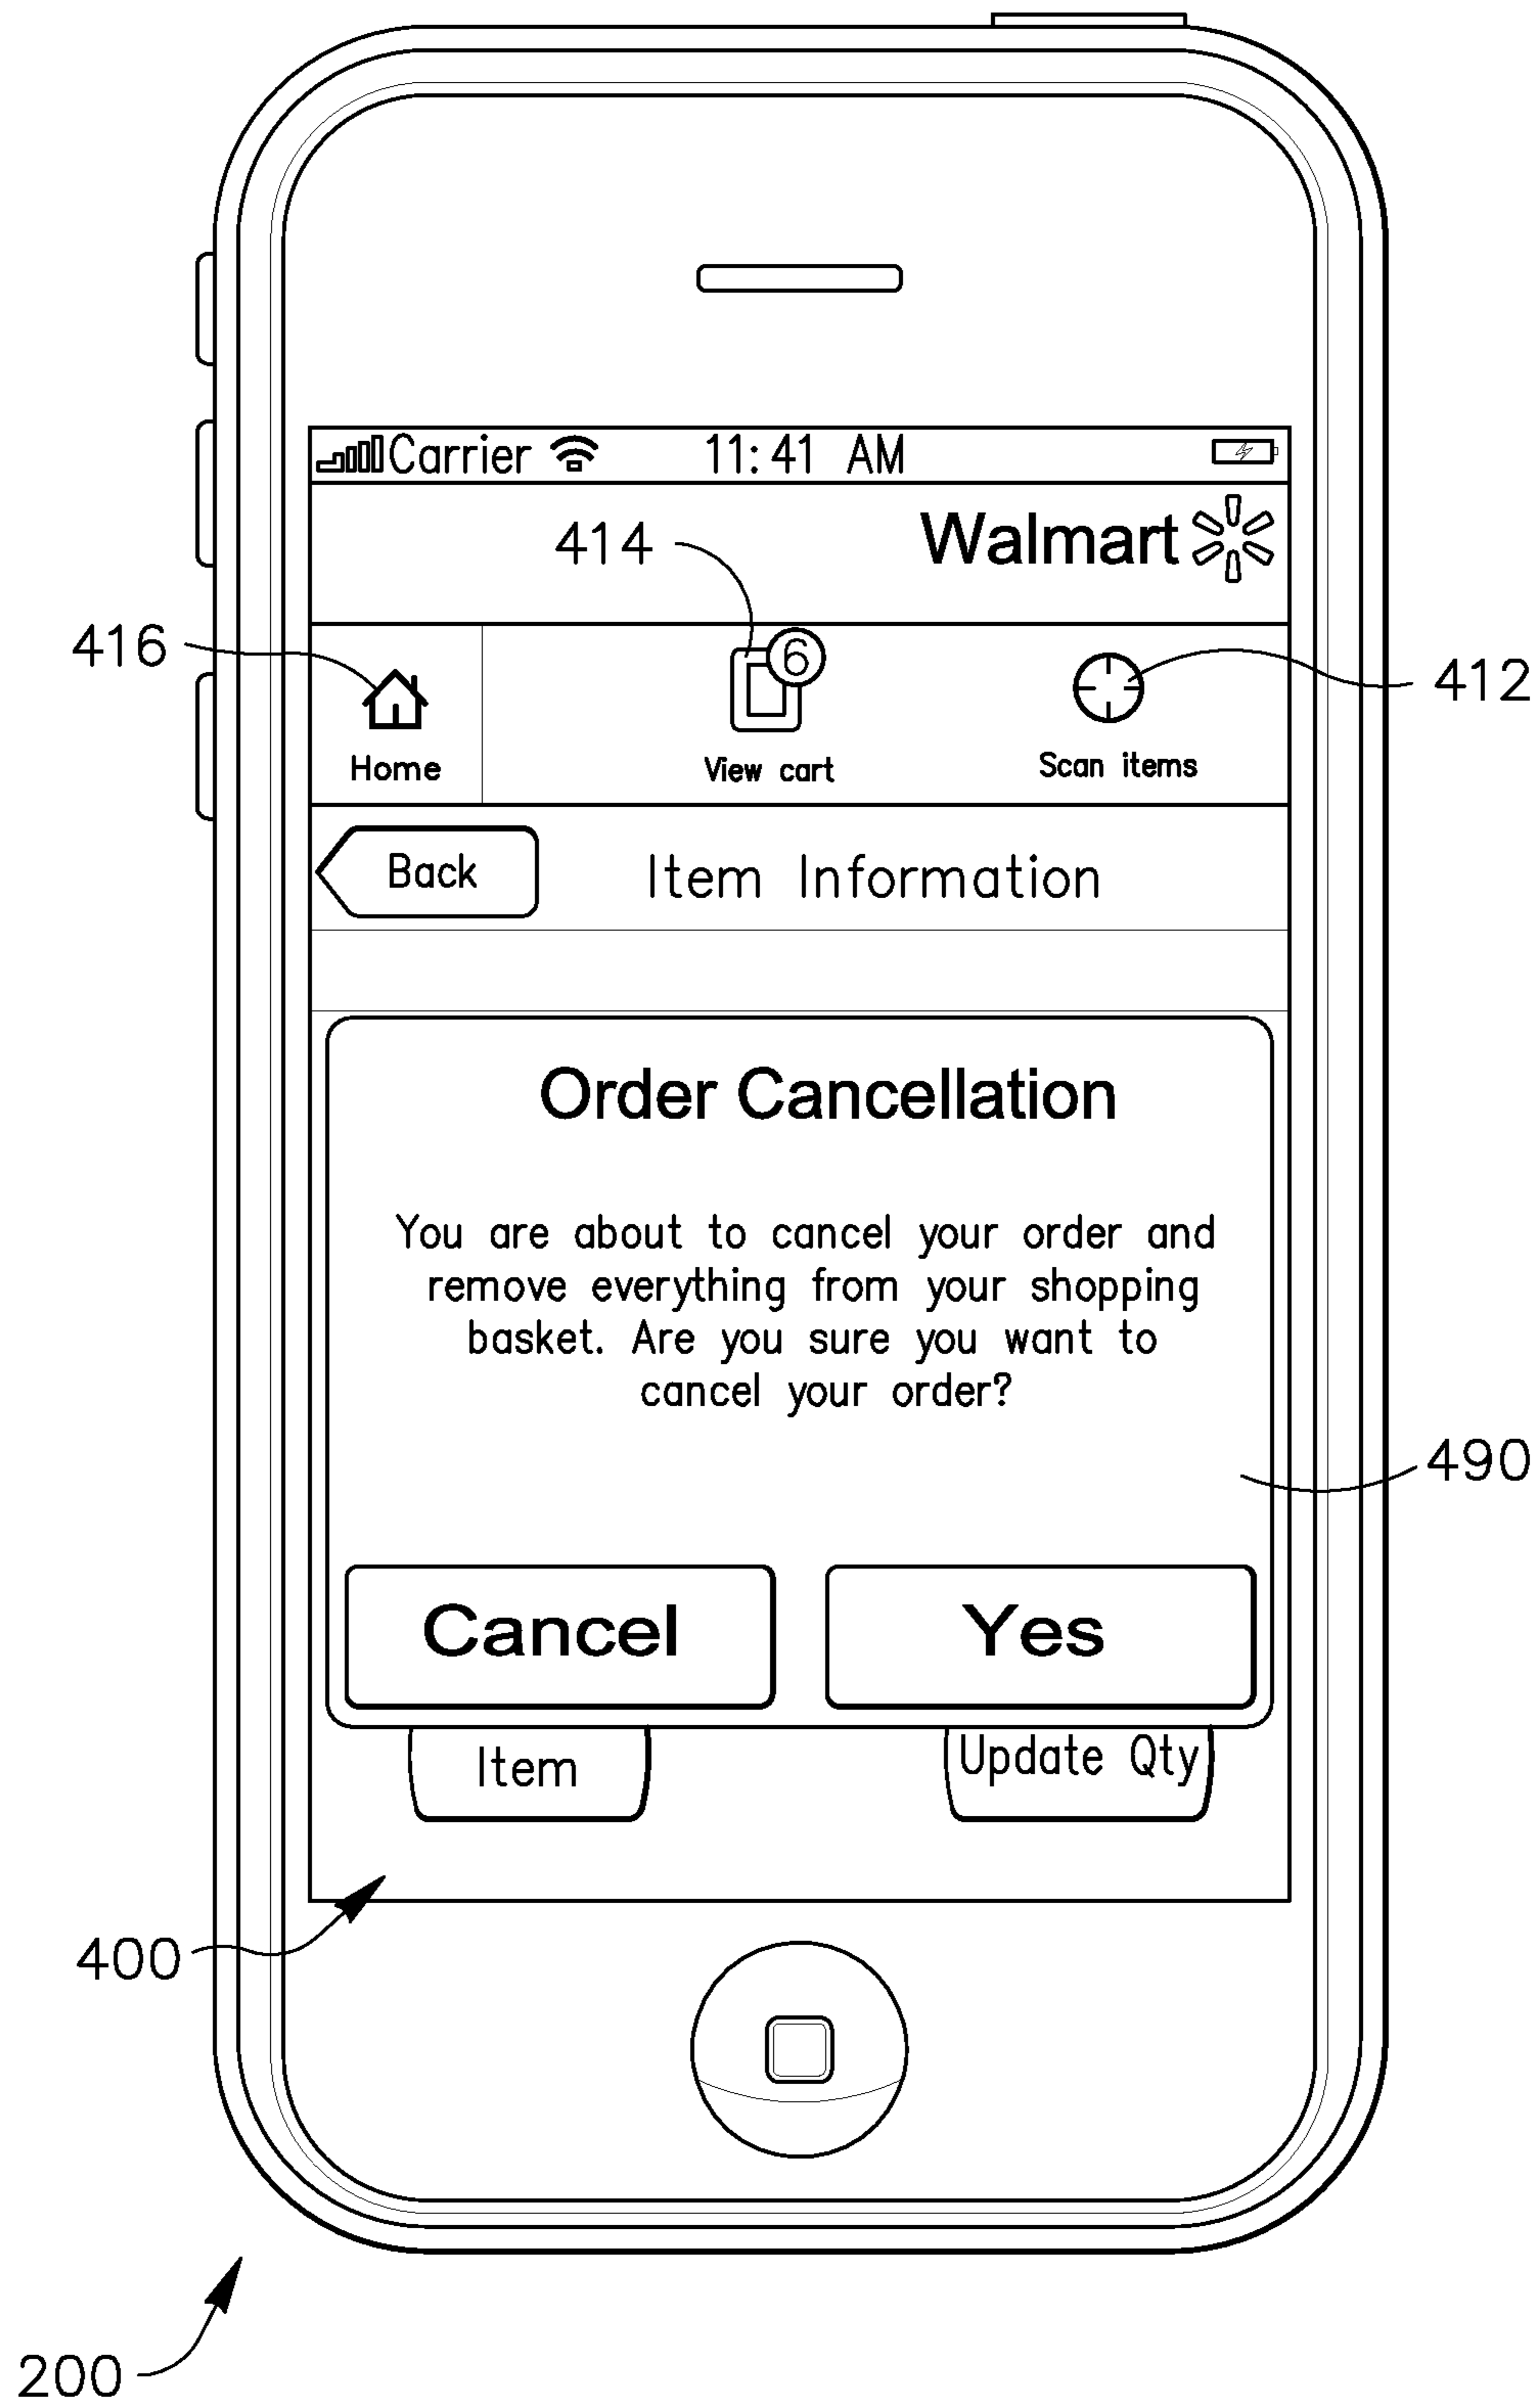 Carrier 11:41 AM
414 Walmart
416
6
412
Home View cart Scan items
Back Item Information
Order Cancellation
You are about to cancel your order and
remove everything from your shopping
basket. Are you sure you want to
cancel your order?
490
Cancel Yes
Item Update Qty
400
200